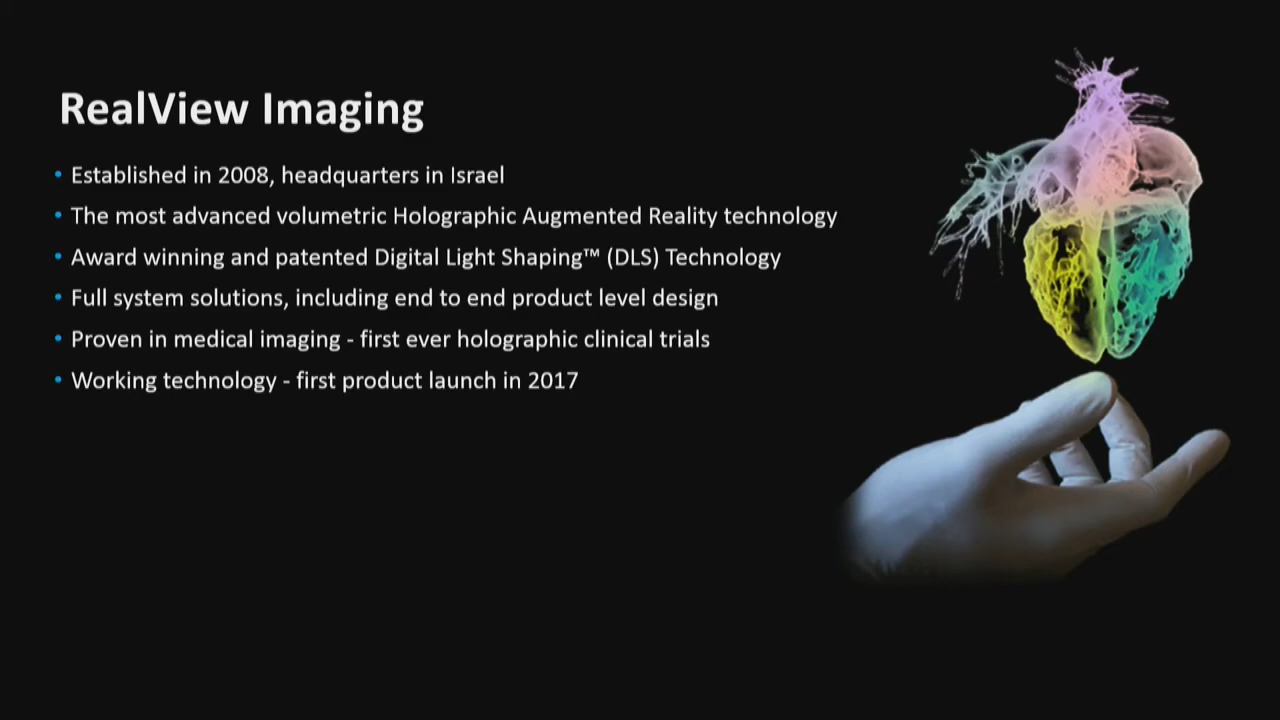 RealView Imaging
• Established in 2008, headquarters in Israel
• The most advanced volumetric Holographic Augmented Reality technology
• Award winning and patented Digital Light Shaping™ (DLS) Technology
• Full system solutions, including end to end product level design
• Proven in medical imaging - first ever holographic clinical trials
• Working technology - first product launch in 2017